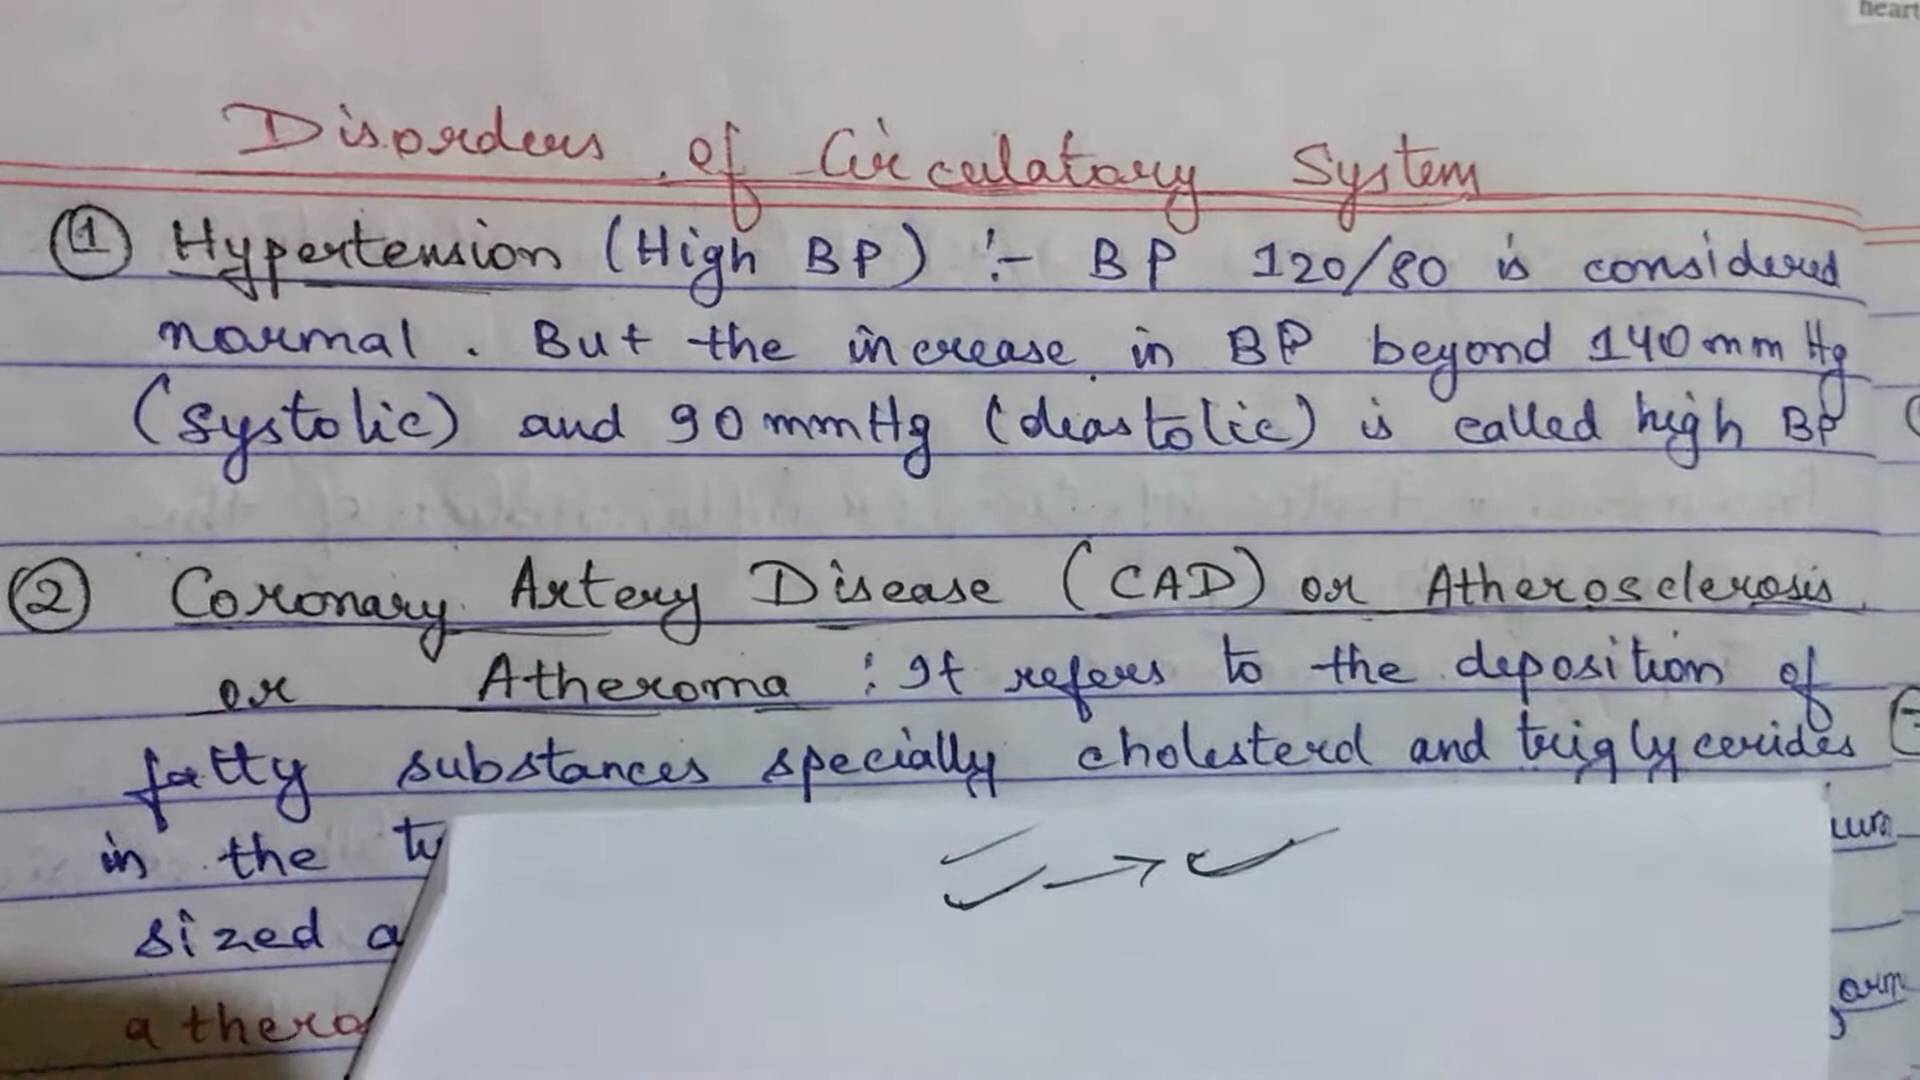 heart
Disorders of Circulatory System
① Hypertension (High BP) :- BP 120/80 is considered
normal. But the increase in BP beyond 140 mm Hg
(systolic) and 90 mmHg (diastolic) is called high BP
② Coronary Artery Disease (CAD) or Atherosclerosis
or Atheroma : It refers to the deposition of
fatty substances specially cholesterol and triglycerides
in the
sized